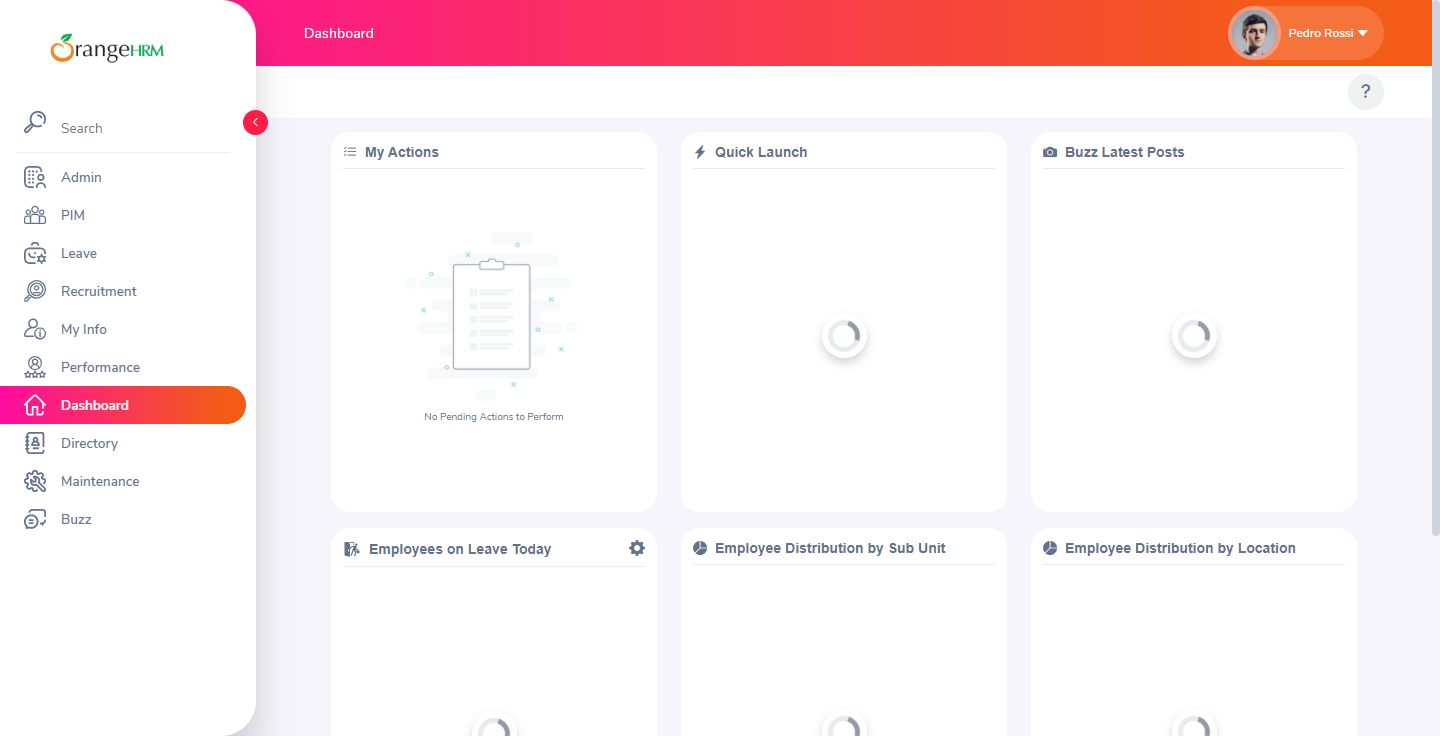 OrangeHRM
Dashboard
Pedro Rossi
?
Search
Admin
PIM
Leave
Recruitment
My Info
Performance
Dashboard
Directory
Maintenance
Buzz
My Actions
No Pending Actions to Perform
Quick Launch
Buzz Latest Posts
Employees on Leave Today
Employee Distribution by Sub Unit
Employee Distribution by Location